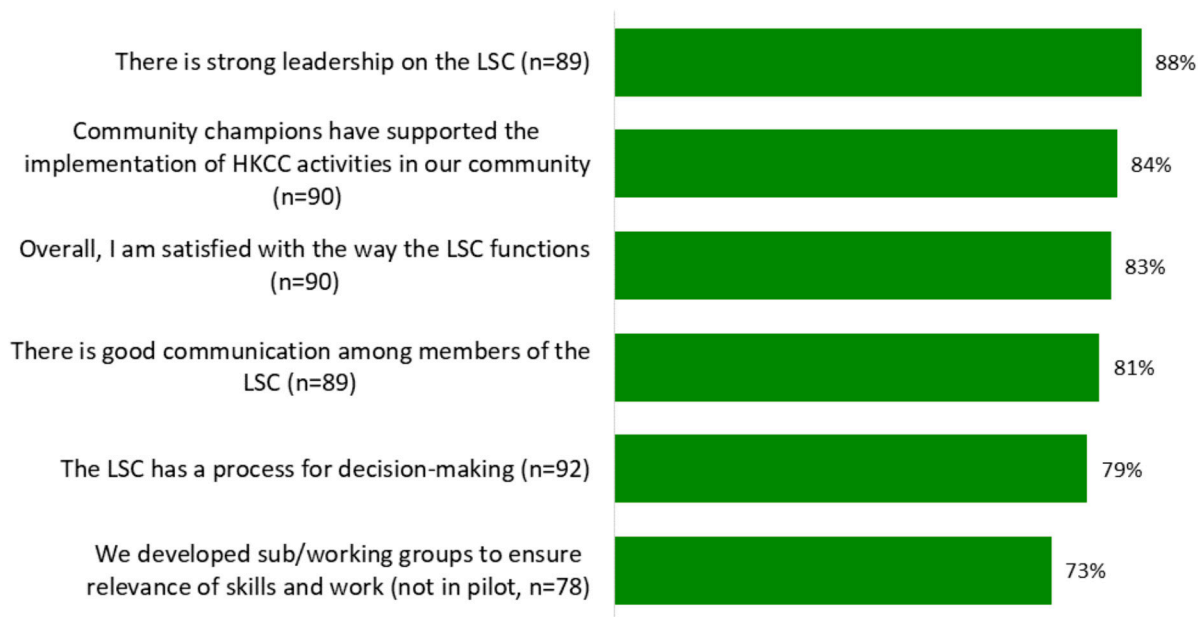 There is strong leadership on the LSC (n=89)
88%
Community champions have supported the
implementation of HKCC activities in our community
(n=90)
84%
Overall, I am satisfied with the way the LSC functions
(n=90)
83%
There is good communication among members of the
LSC (n=89)
81%
The LSC has a process for decision-making (n=92)
79%
We developed sub/working groups to ensure
relevance of skills and work (not in pilot, n=78)
73%